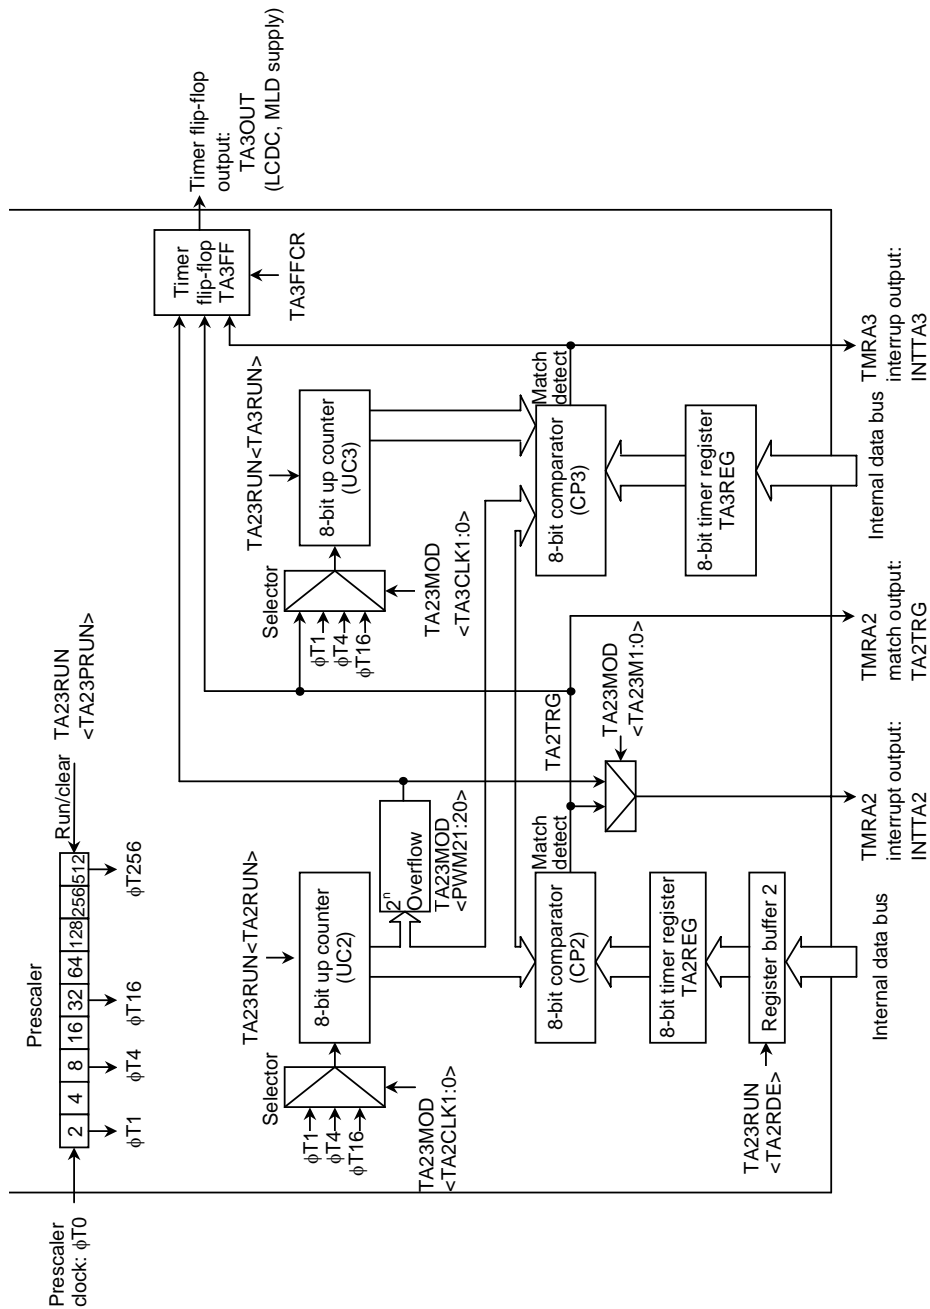 Prescaler
clock: ϕT0
Prescaler
2 4 8 16 32 64 128 256 512
ϕT1
ϕT4
ϕT16
ϕT256
Run/clear
TA23RUN
<TA23PRUN>
Selector
ϕT1
ϕT4
ϕT16
TA23MOD
<TA2CLK1:0>
TA23RUN<TA2RUN>
8-bit up counter
(UC2)
2n
Overflow
TA23MOD
<PWM21:20>
Selector
ϕT1
ϕT4
ϕT16
TA23MOD
<TA3CLK1:0>
TA23RUN<TA3RUN>
8-bit up counter
(UC3)
Timer
flip-flop
TA3FF
TA3FFCR
Timer flip-flop
output:
TA3OUT
(LCDC, MLD supply)
8-bit comparator
(CP2)
Match
detect
TA2TRG
TA23MOD
<TA23M1:0>
8-bit comparator
(CP3)
Match
detect
8-bit timer register
TA2REG
8-bit timer register
TA3REG
TA23RUN
<TA2RDE>
Register buffer 2
Internal data bus
TMRA2
interrupt output:
INTTA2
TMRA2
match output:
TA2TRG
Internal data bus
TMRA3
interrup output:
INTTA3